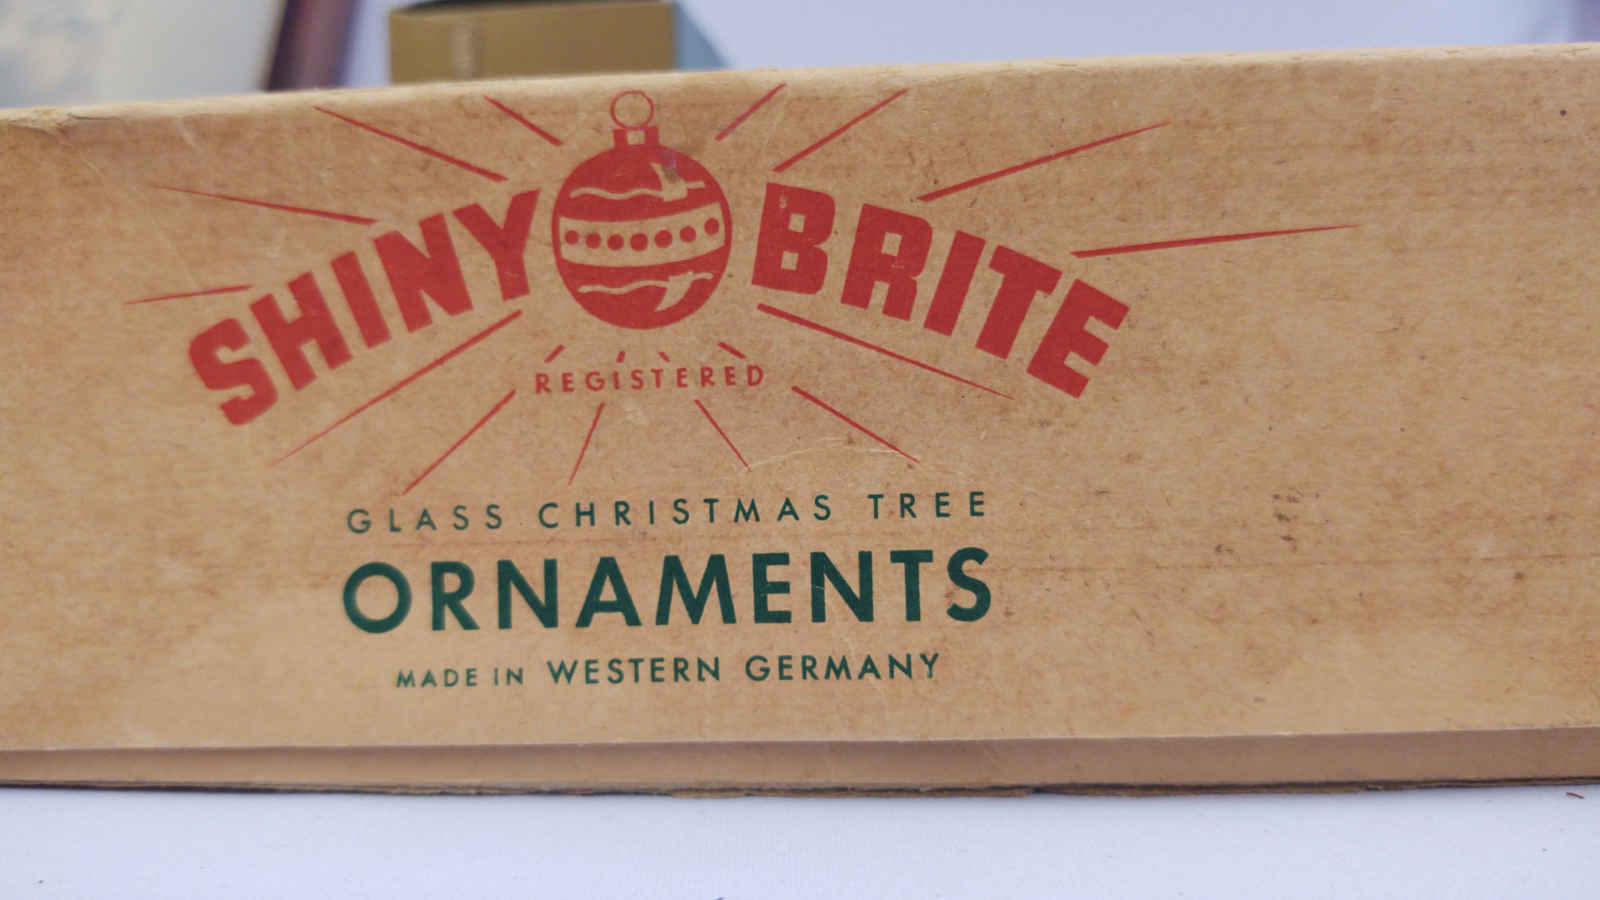 SHINY BRITE
REGISTERED
GLASS CHRISTMAS TREE
ORNAMENTS
MADE IN WESTERN GERMANY